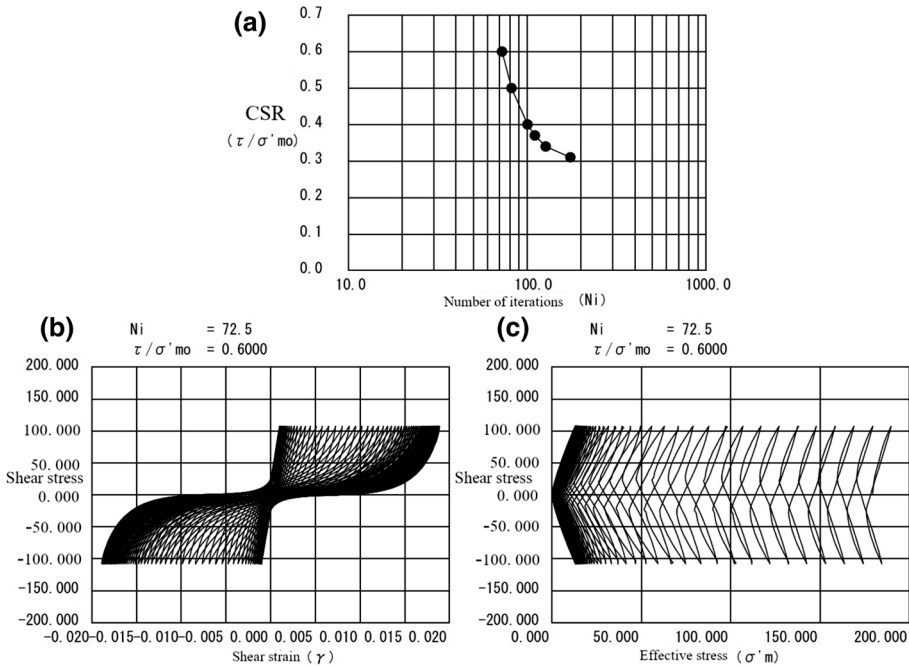 (a)
0.7
0.6
0.5
CSR
0.4
(τ/σ'mo)
0.3
0.2
0.1
0.0
10.0 100.0 1000.0
Number of iterations (Ni)
(b)
Ni = 72.5
τ/σ'mo = 0.6000
200.000
150.000
100.000
50.000
Shear stress
0.000
-50.000
-100.000
-150.000
-200.000
-0.020 -0.015 -0.010 -0.005 0.000 0.005 0.010 0.015 0.020
Shear strain (γ)
(c)
Ni = 72.5
τ/σ'mo = 0.6000
200.000
150.000
100.000
50.000
Shear stress
0.000
-50.000
-100.000
-150.000
-200.000
0.000 50.000 100.000 150.000 200.000
Effective stress (σ'm)